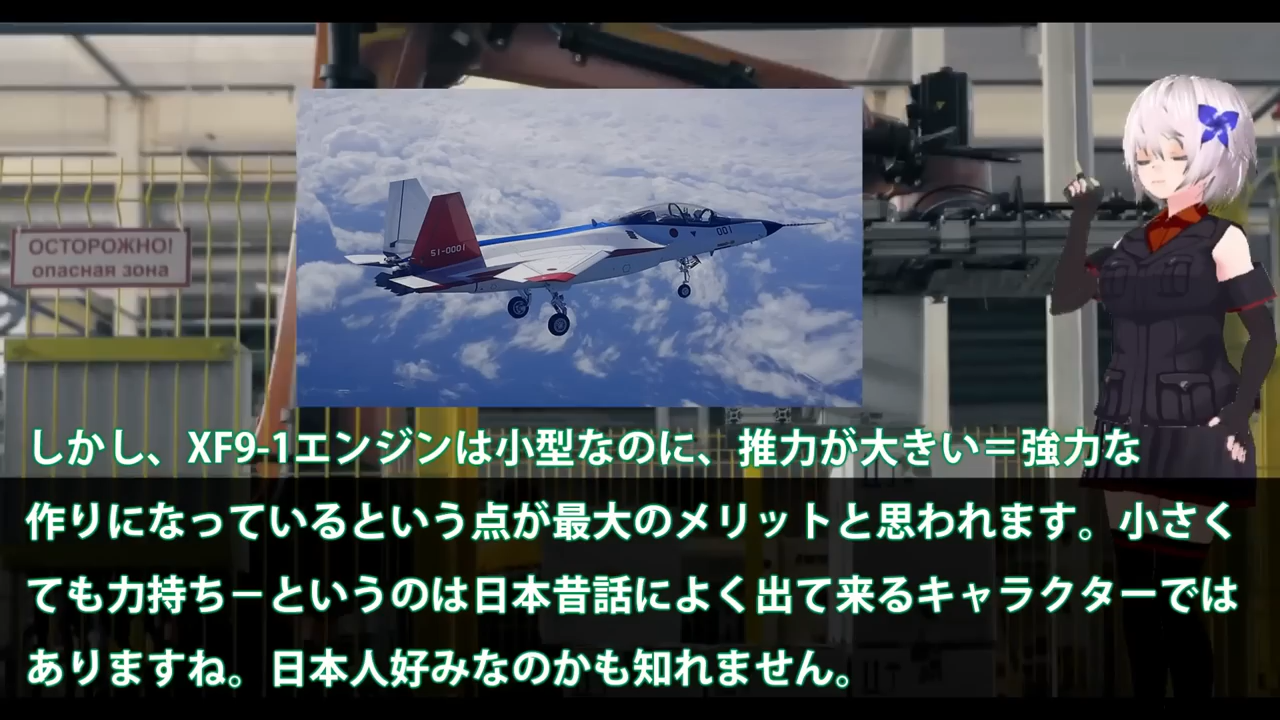 ОСТОРОЖНО!
опасная зона
51-0001
001
しかし、XF9-1エンジンは小型なのに、推力が大きい＝強力な
作りになっているという点が最大のメリットと思われます。小さく
ても力持ち－というのは日本昔話によく出て来るキャラクターでは
ありますね。日本人好みなのかも知れません。